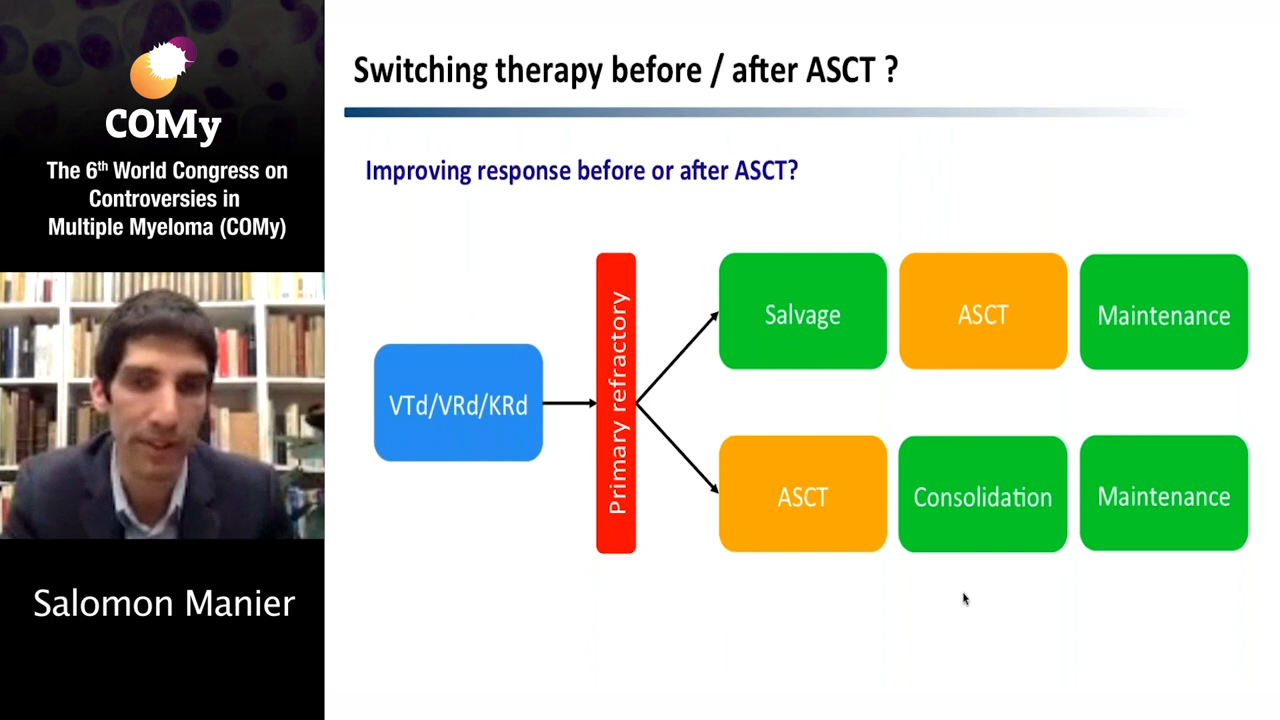 COMy
The 6th World Congress on
Controversies in
Multiple Myeloma (COMy)
Salomon Manier
Switching therapy before / after ASCT ?
Improving response before or after ASCT?
VTd/VRd/KRd
Primary refractory
Salvage
ASCT
Maintenance
ASCT
Consolidation
Maintenance